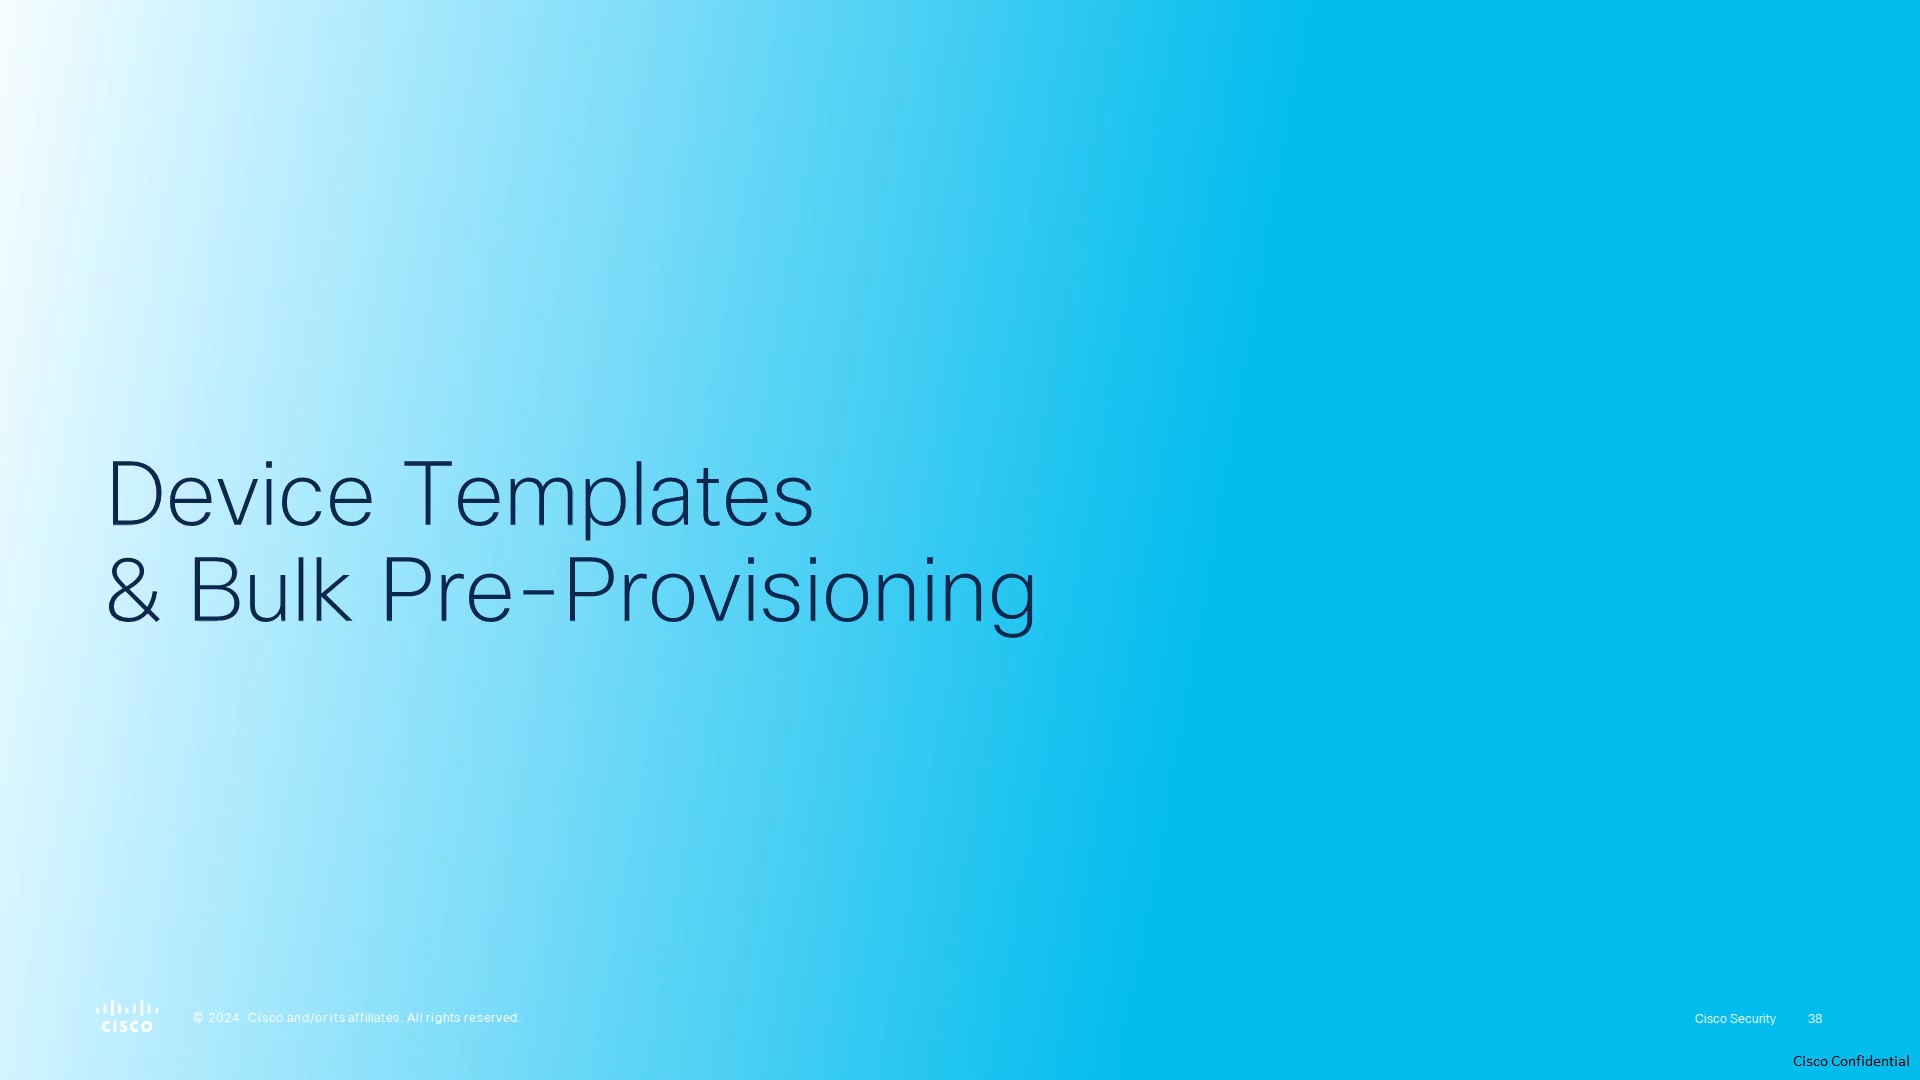 Device Templates
& Bulk Pre-Provisioning
CISCO
© 2024 Cisco and/or its affiliates. All rights reserved.
Cisco Security 38
Cisco Confidential